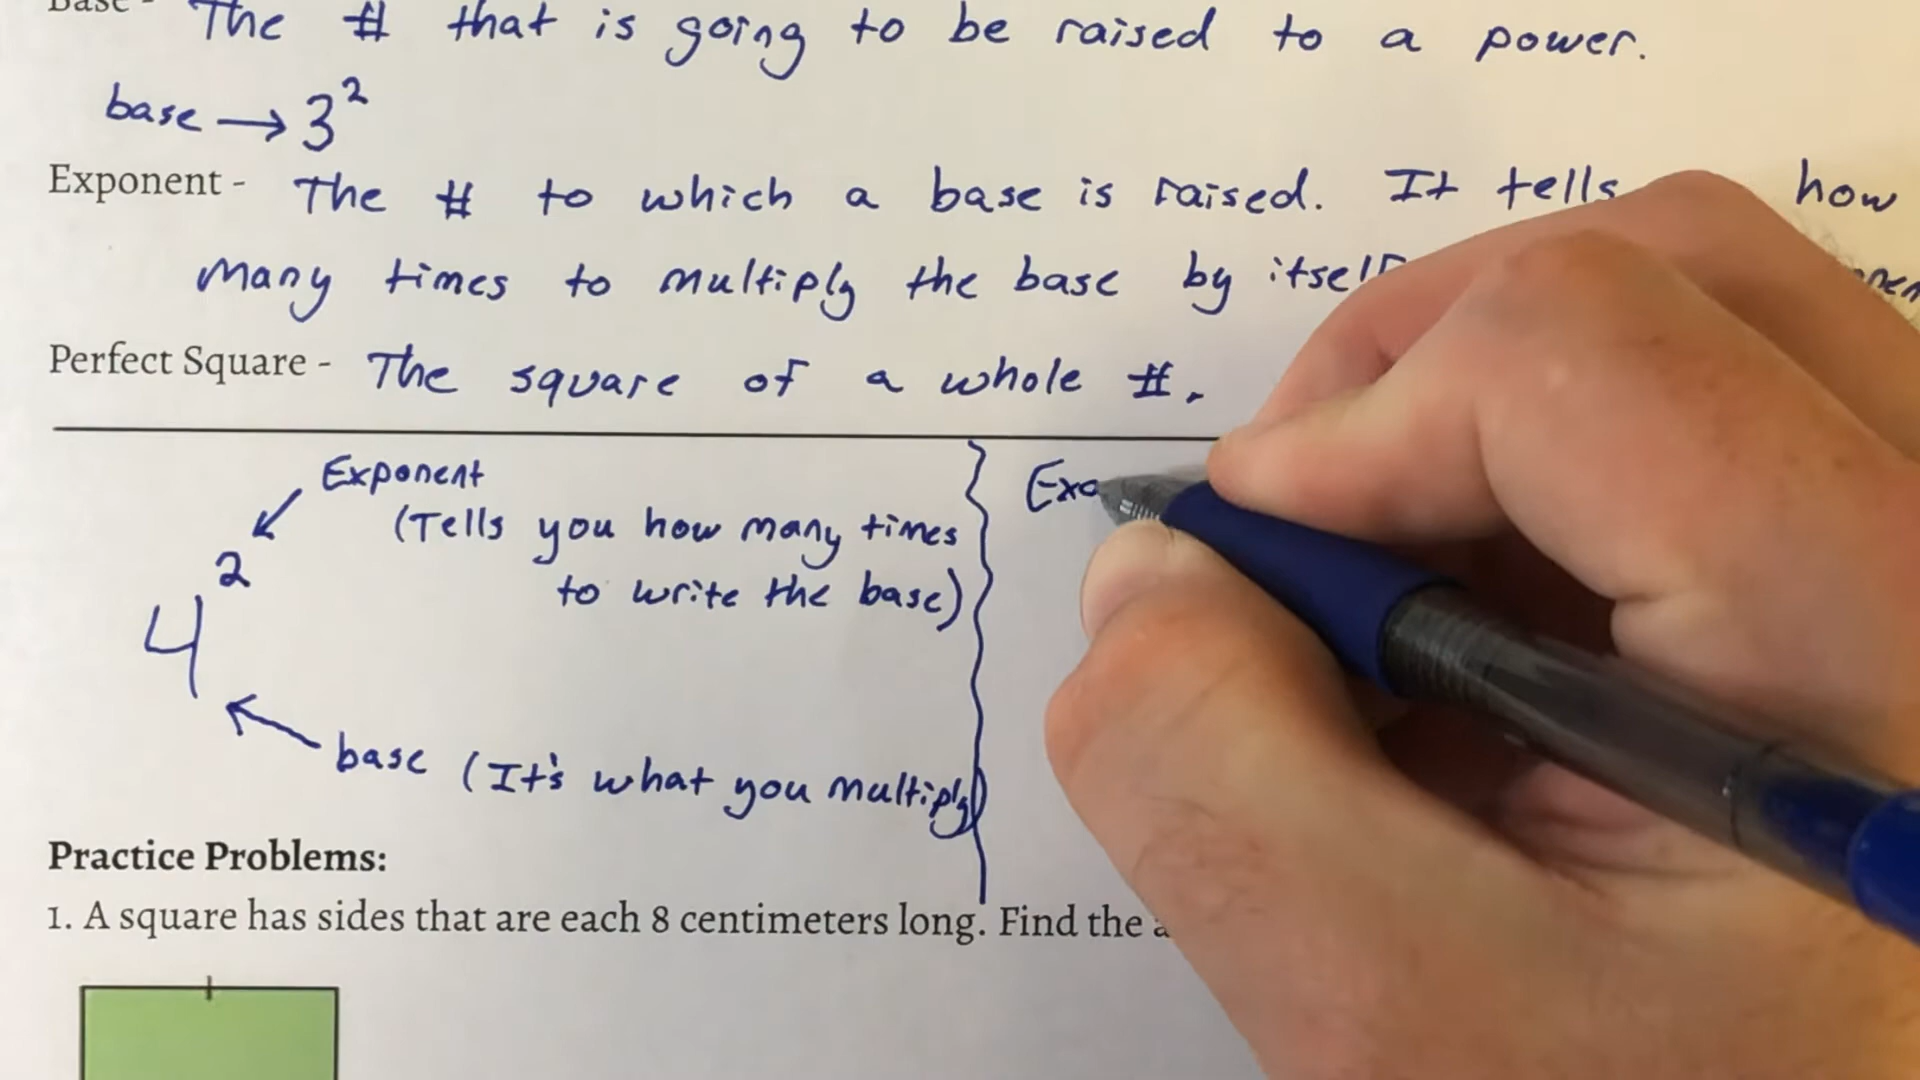 Base - The # that is going to be raised to a power.
base → 3²
Exponent - The # to which a base is raised. It tells how
many times to multiply the base by itself
Perfect Square - The square of a whole #.
Exponent
(Tells you how many times
to write the base)
4²
base (It's what you multiply)
Practice Problems:
1. A square has sides that are each 8 centimeters long. Find the